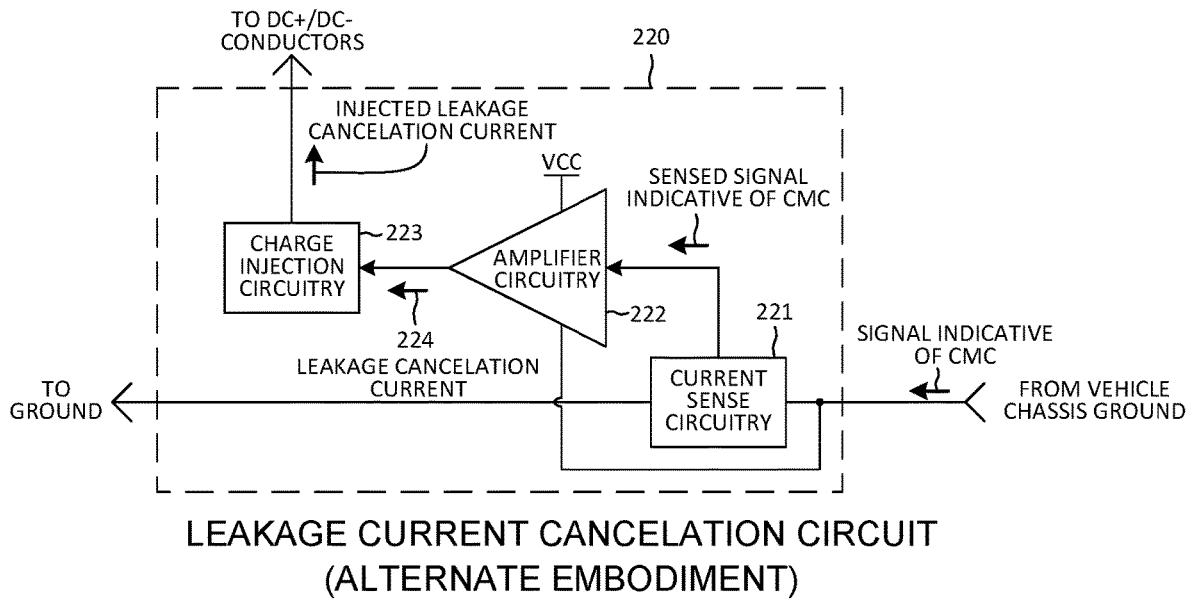 TO DC+/DC-
CONDUCTORS
220
INJECTED LEAKAGE
CANCELATION CURRENT
VCC
SENSED SIGNAL
INDICATIVE OF CMC
CHARGE
INJECTION
CIRCUITRY
223
AMPLIFIER
CIRCUITRY
222
224
LEAKAGE CANCELATION
CURRENT
221
CURRENT
SENSE
CIRCUITRY
SIGNAL INDICATIVE
OF CMC
TO
GROUND
FROM VEHICLE
CHASSIS GROUND
LEAKAGE CURRENT CANCELATION CIRCUIT
(ALTERNATE EMBODIMENT)